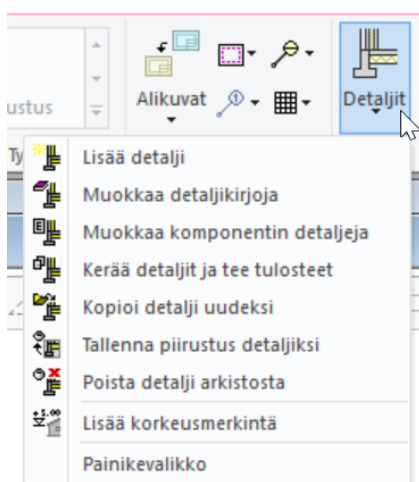 ustus
Alikuvat
Detaljit
Ty
Lisää detalji
Muokkaa detaljikirjoja
Muokkaa komponentin detaljeja
Kerää detaljit ja tee tulosteet
Kopioi detalji uudeksi
Tallenna piirustus detaljiksi
Poista detalji arkistosta
Lisää korkeusmerkintä
Painikevalikko